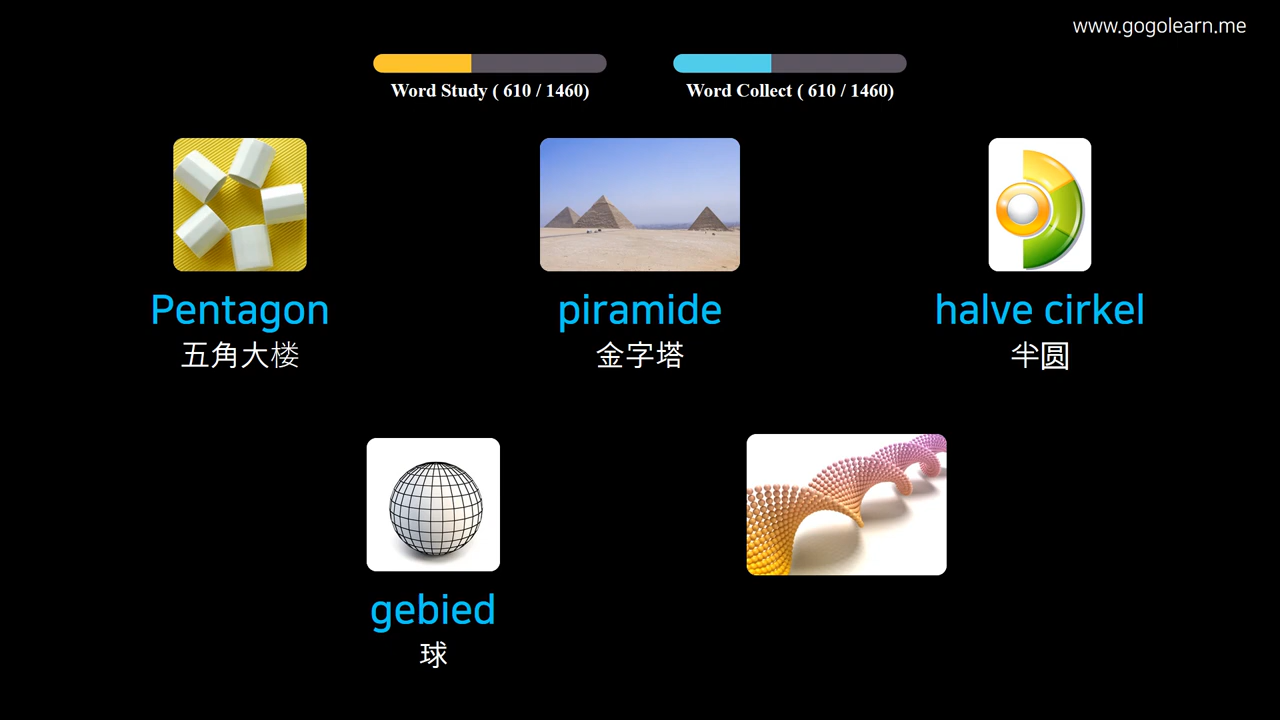 www.gogolearn.me
Word Study ( 610 / 1460)
Word Collect ( 610 / 1460)
Pentagon
五角大楼
piramide
金字塔
halve cirkel
半圆
gebied
球